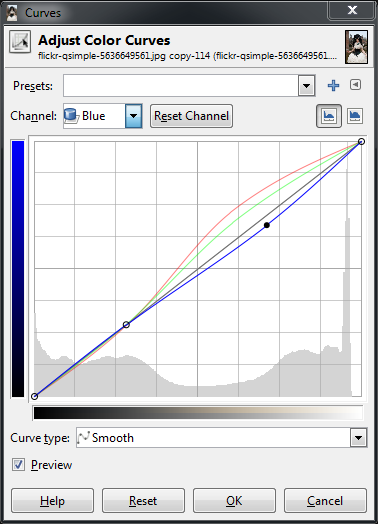 Curves
Adjust Color Curves
flickr-qsimple-5636649561.jpg copy-114 (flickr-qsimple-5636649561....
Presets:
Channel: Blue Reset Channel
Curve type: Smooth
Preview
Help Reset OK Cancel